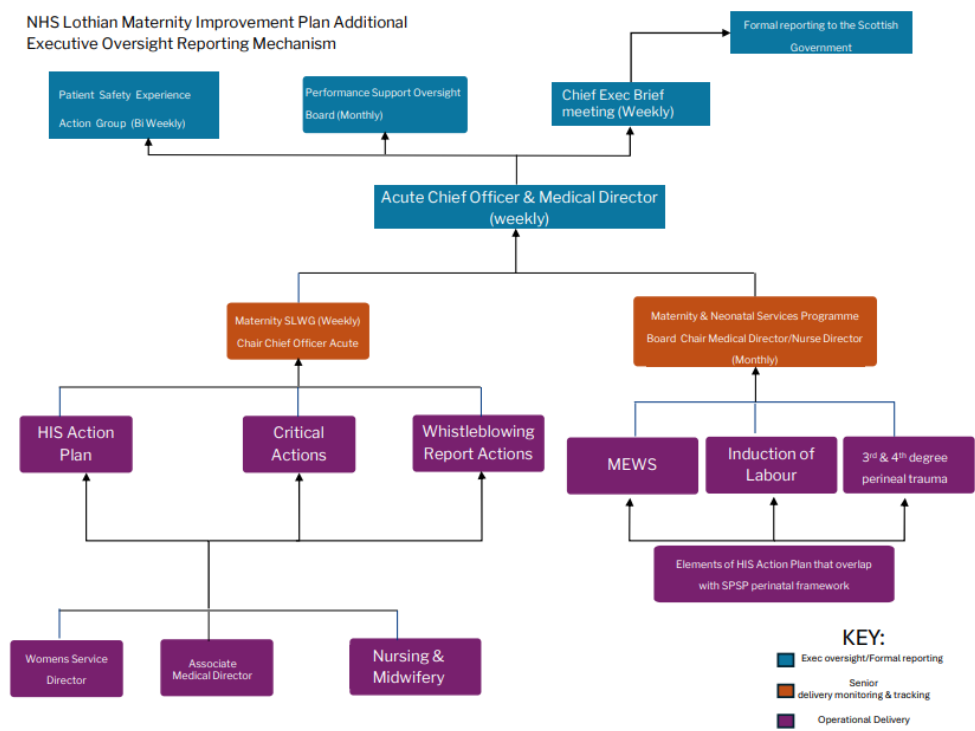 NHS Lothian Maternity Improvement Plan Additional
Executive Oversight Reporting Mechanism
Formal reporting to the Scottish
Government
Patient Safety Experience
Action Group (Bi Weekly)
Performance Support Oversight
Board (Monthly)
Chief Exec Brief
meeting (Weekly)
Acute Chief Officer & Medical Director
(weekly)
Maternity SLWG (Weekly)
Chair Chief Officer Acute
Maternity & Neonatal Services Programme
Board Chair Medical Director/Nurse Director
(Monthly)
HIS Action
Plan
Critical
Actions
Whistleblowing
Report Actions
MEWS
Induction of
Labour
3rd & 4th degree
perineal trauma
Elements of HIS Action Plan that overlap
with SPSP perinatal framework
Womens Service
Director
Associate
Medical Director
Nursing &
Midwifery
KEY:
Exec oversight/Formal reporting
Senior
delivery monitoring & tracking
Operational Delivery